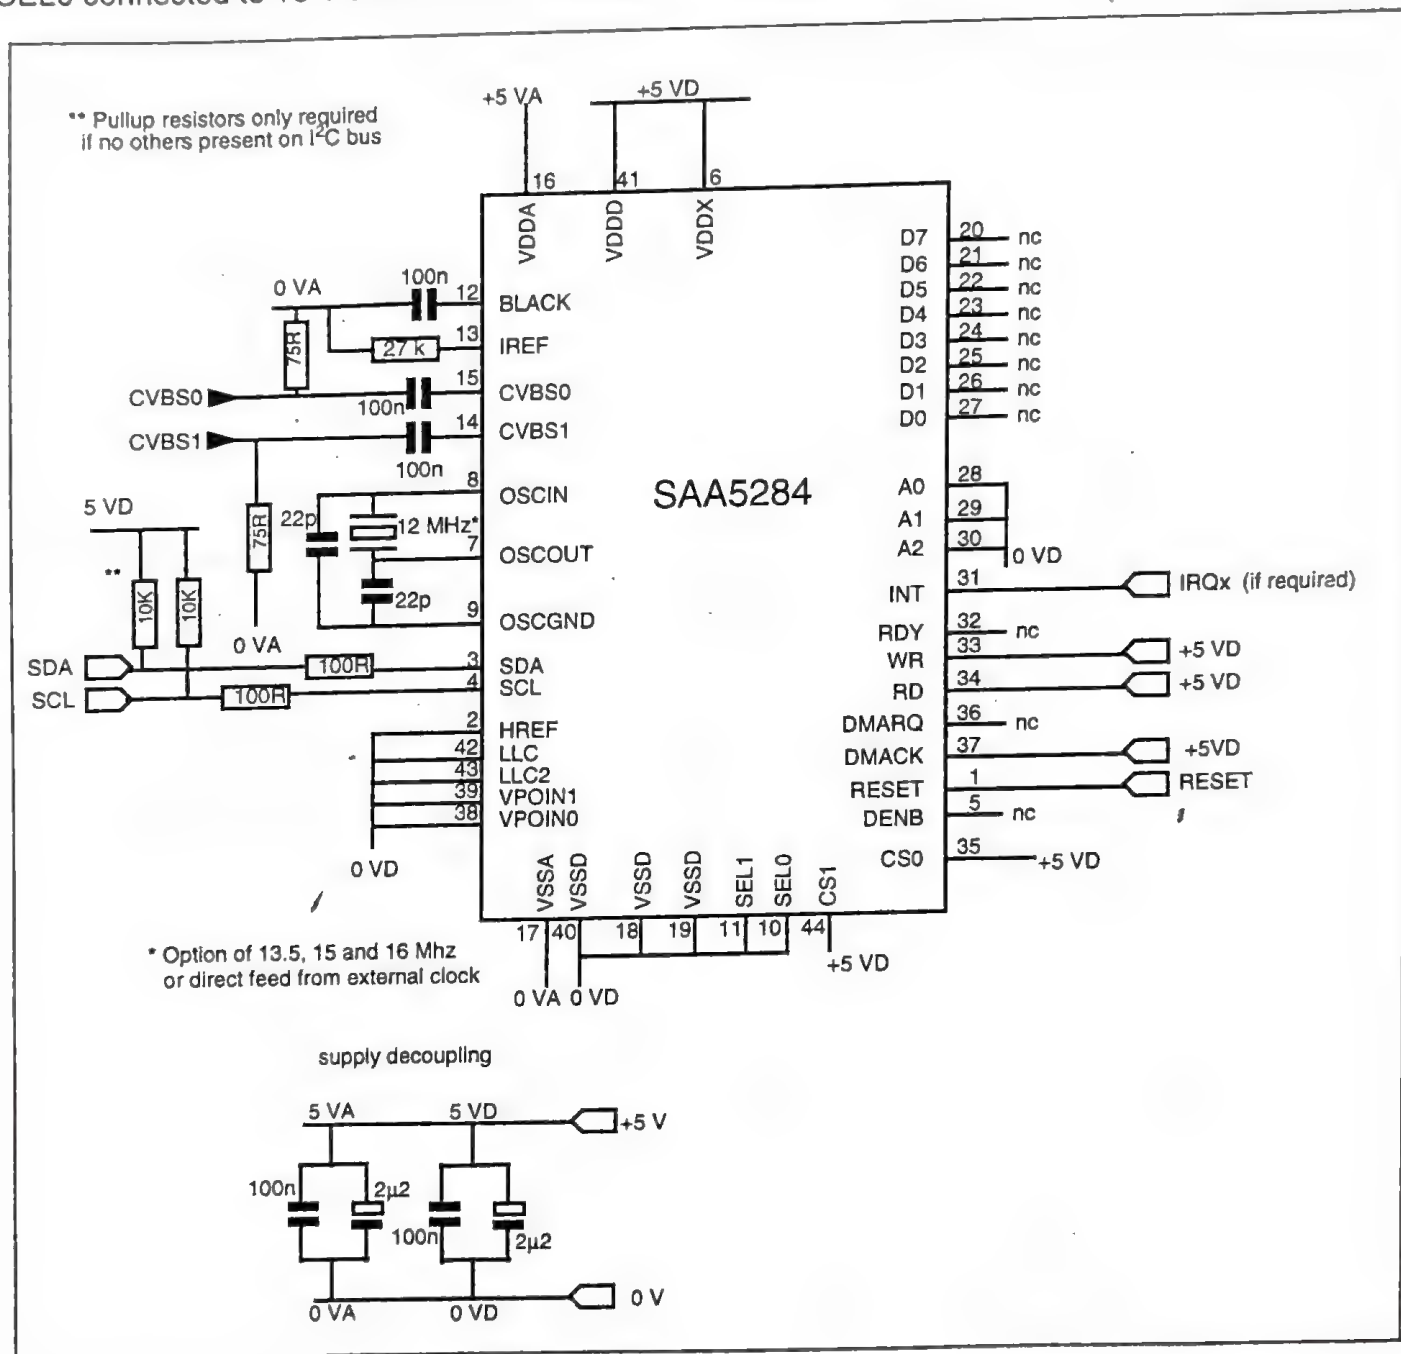 +5 VA
+5 VD
** Pullup resistors only required
if no others present on I²C bus
16
41
6
VDDA
VDDD
VDDX
D7 20 nc
D6 21 nc
D5 22 nc
D4 23 nc
D3 24 nc
D2 25 nc
D1 26 nc
D0 27 nc
0 VA
100n
12
BLACK
75R
27 k
13
IREF
CVBS0
100n
15
CVBS0
CVBS1
100n
14
CVBS1
SAA5284
A0 28
A1 29
A2 30
0 VD
8
OSCIN
5 VD
75R
22p
12 MHz*
7
OSCOUT
**
10K
10K
22p
9
OSCGND
0 VA
INT 31 IRQx (if required)
RDY 32 nc
WR 33 +5 VD
RD 34 +5 VD
DMARQ 36 nc
DMACK 37 +5VD
RESET 1 RESET
DENB 5 nc
CS0 35 +5 VD
SDA 100R 3 SDA
SCL 100R 4 SCL
2 HREF
42 LLC
43 LLC2
39 VPOIN1
38 VPOIN0
0 VD
VSSA
VSSD
VSSD
VSSD
SEL1
SEL0
CS1
17
40
18
19
11
10
44
+5 VD
0 VA
0 VD
* Option of 13.5, 15 and 16 Mhz
or direct feed from external clock
supply decoupling
5 VA
5 VD
+5 V
100n
2µ2
100n
2µ2
0 VA
0 VD
0 V